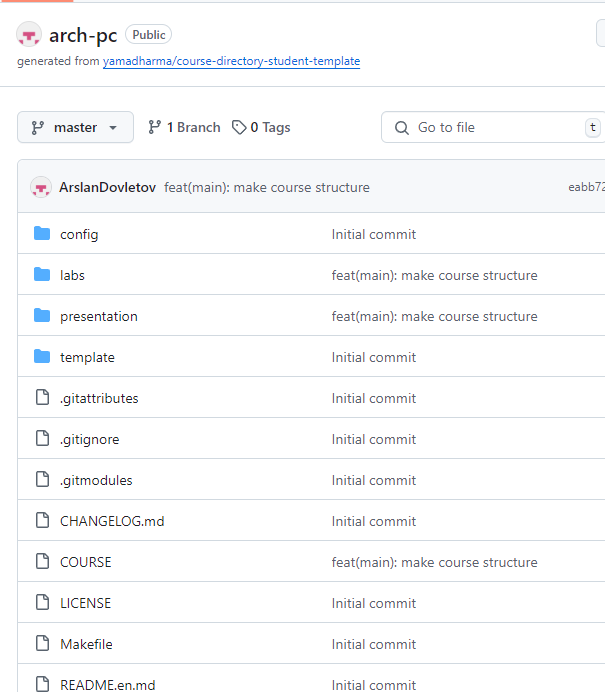 arch-pc Public
generated from yamadharma/course-directory-student-template
master 1 Branch 0 Tags Go to file t
ArslanDovletov feat(main): make course structure eabb72
config Initial commit
labs feat(main): make course structure
presentation feat(main): make course structure
template Initial commit
.gitattributes Initial commit
.gitignore Initial commit
.gitmodules Initial commit
CHANGELOG.md Initial commit
COURSE feat(main): make course structure
LICENSE Initial commit
Makefile Initial commit
README.en.md Initial commit